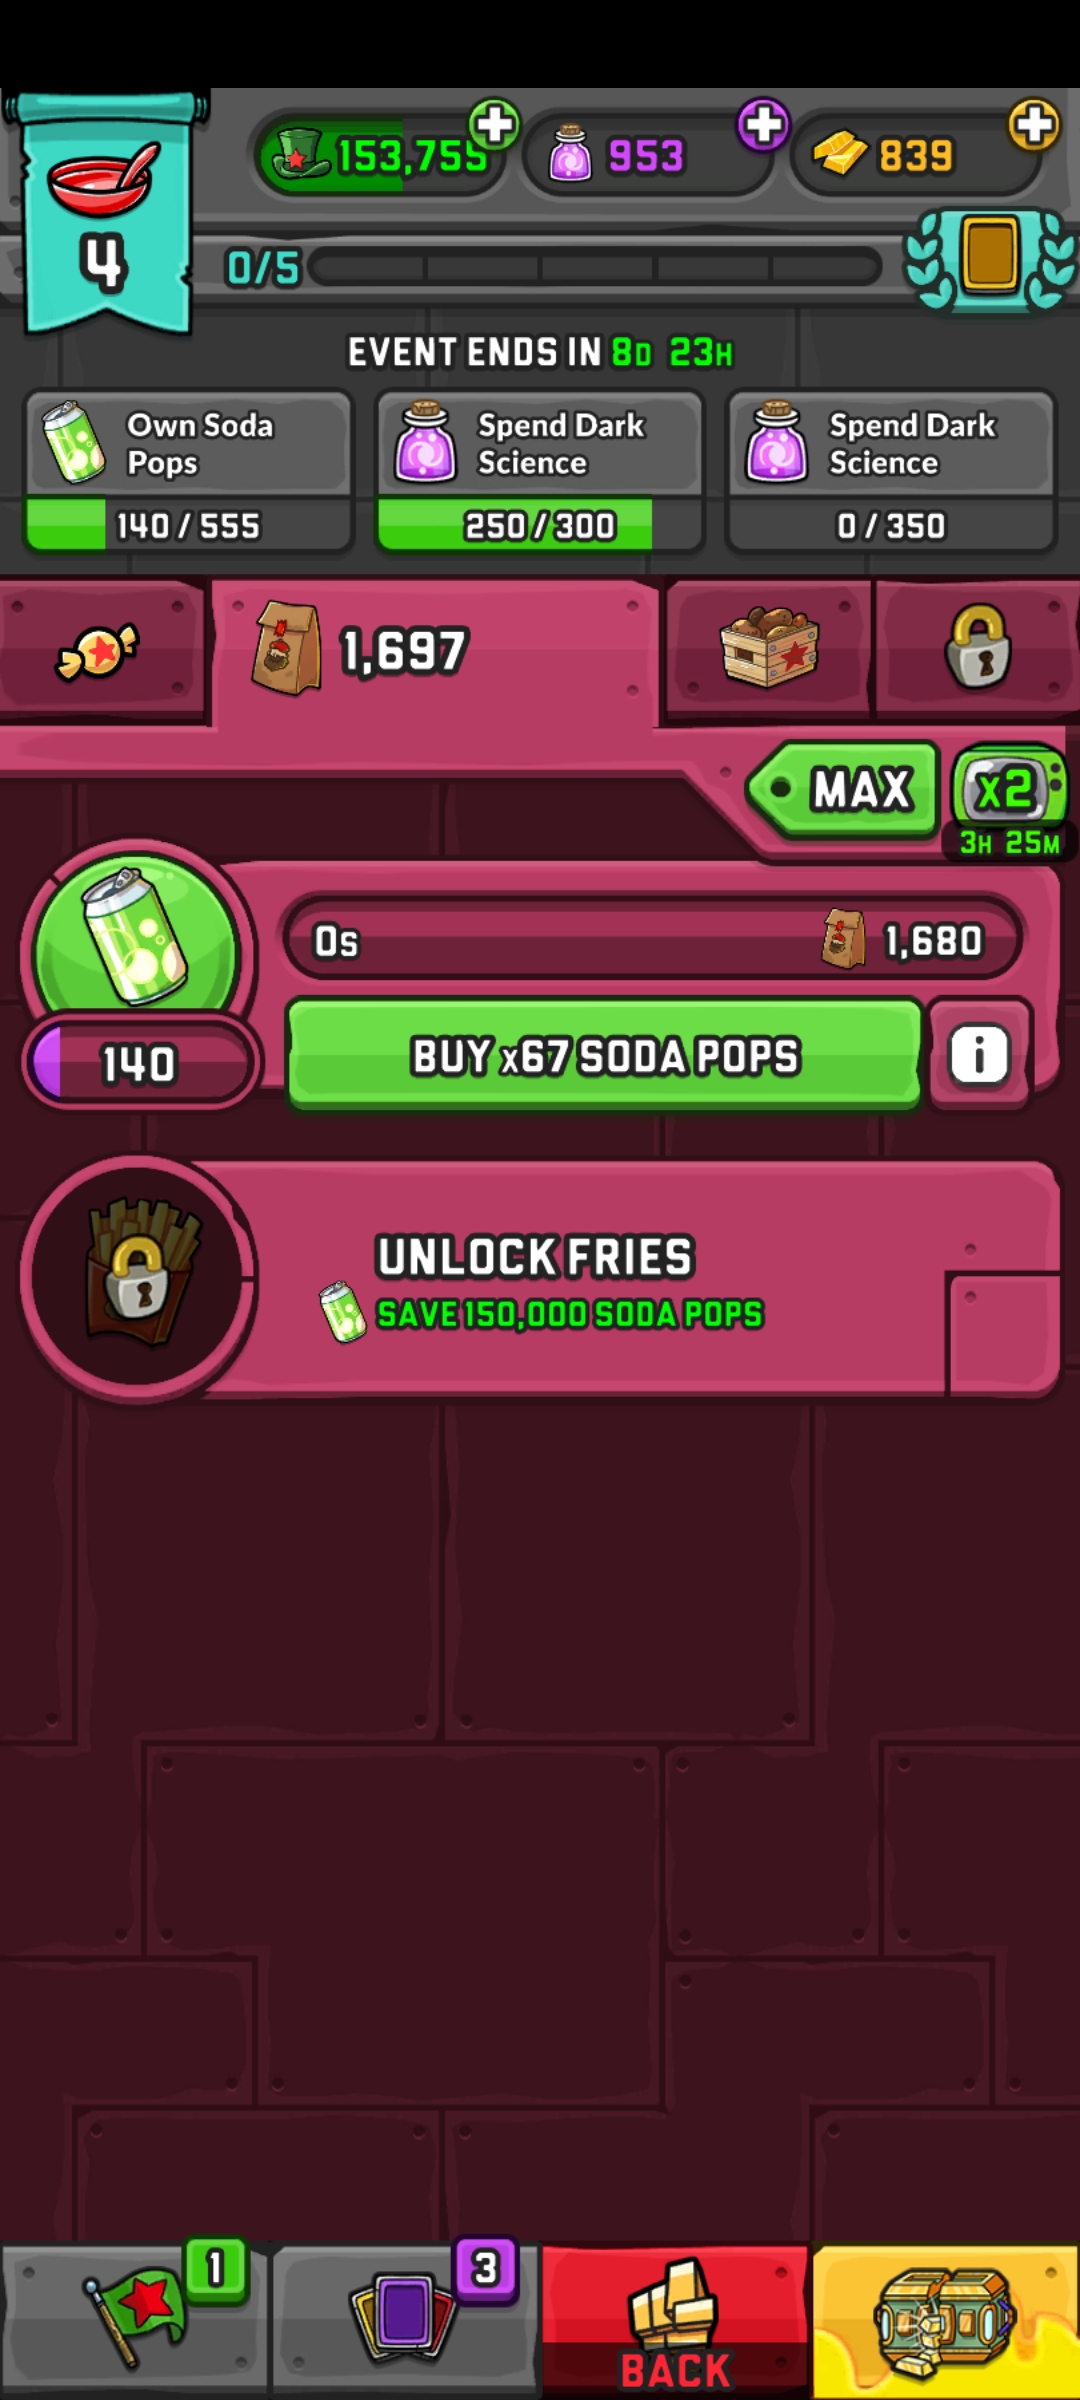 153,755
953
839
4
0/5
EVENT ENDS IN 8D 23H
Own Soda
Pops
140 / 555
Spend Dark
Science
250 / 300
Spend Dark
Science
0 / 350
1,697
MAX
x2
3H 25M
0s
1,680
140
BUY x67 SODA POPS
i
UNLOCK FRIES
SAVE 150,000 SODA POPS
1
3
BACK